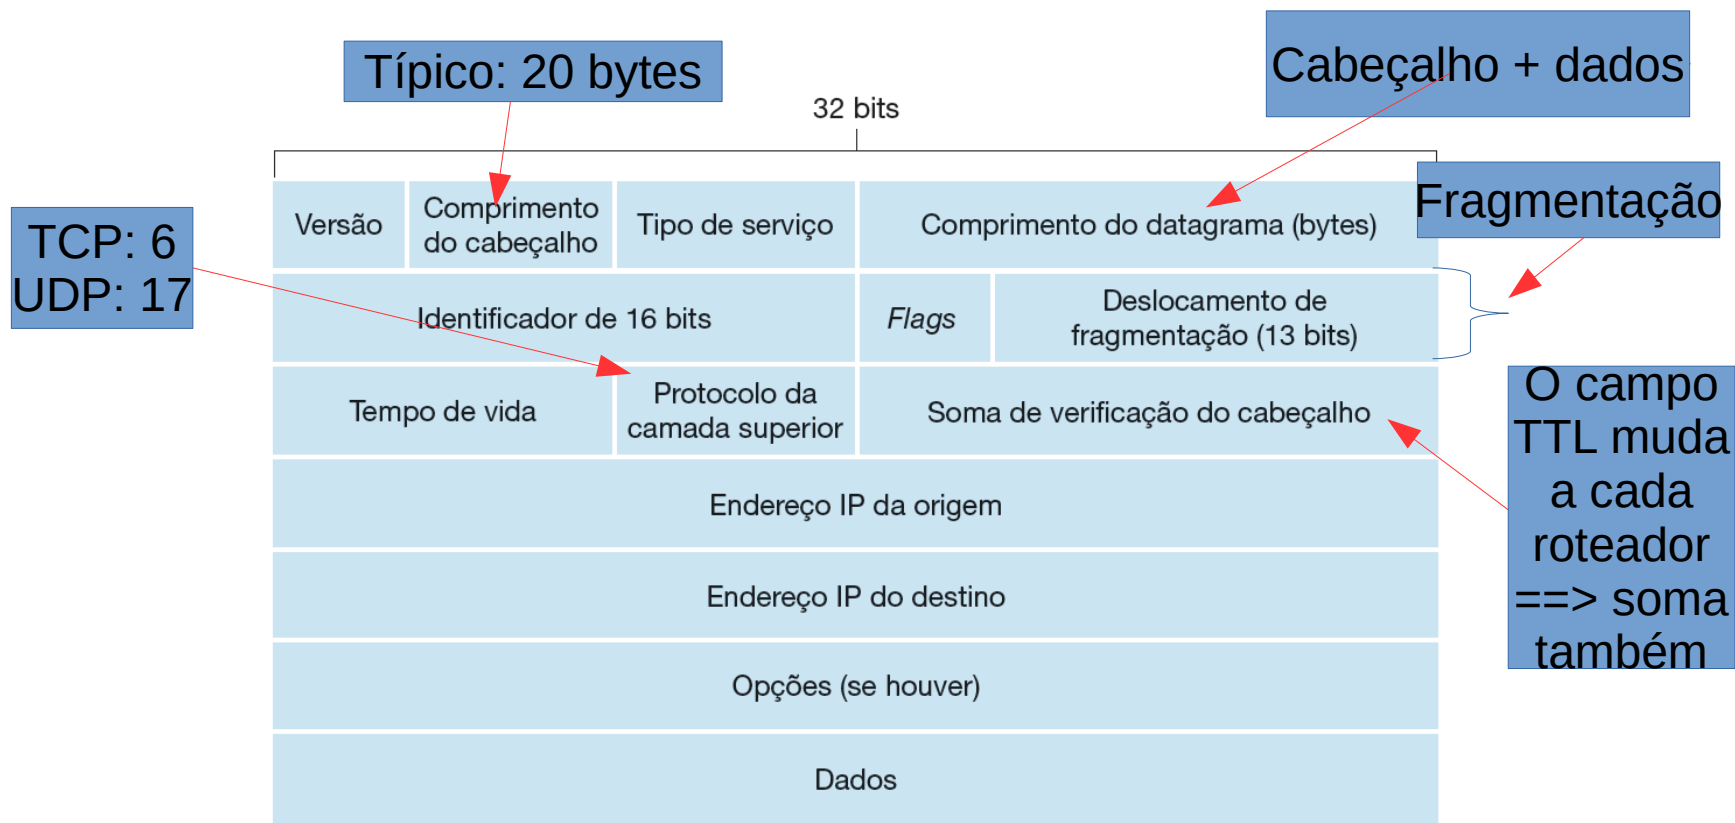 Típico: 20 bytes
Cabeçalho + dados
32 bits
Fragmentação
TCP: 6
UDP: 17
Versão
Comprimento
do cabeçalho
Tipo de serviço
Comprimento do datagrama (bytes)
Identificador de 16 bits
Flags
Deslocamento de
fragmentação (13 bits)
Tempo de vida
Protocolo da
camada superior
Soma de verificação do cabeçalho
O campo
TTL muda
a cada
roteador
==> soma
também
Endereço IP da origem
Endereço IP do destino
Opções (se houver)
Dados